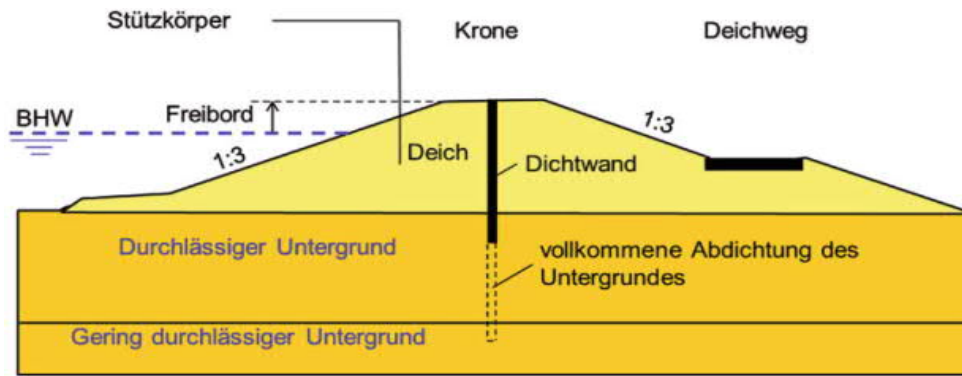 Stützkörper
Krone
Deichweg
BHW
Freibord
1:3
1:3
Deich
Dichtwand
Durchlässiger Untergrund
vollkommene Abdichtung des
Untergrundes
Gering durchlässiger Untergrund